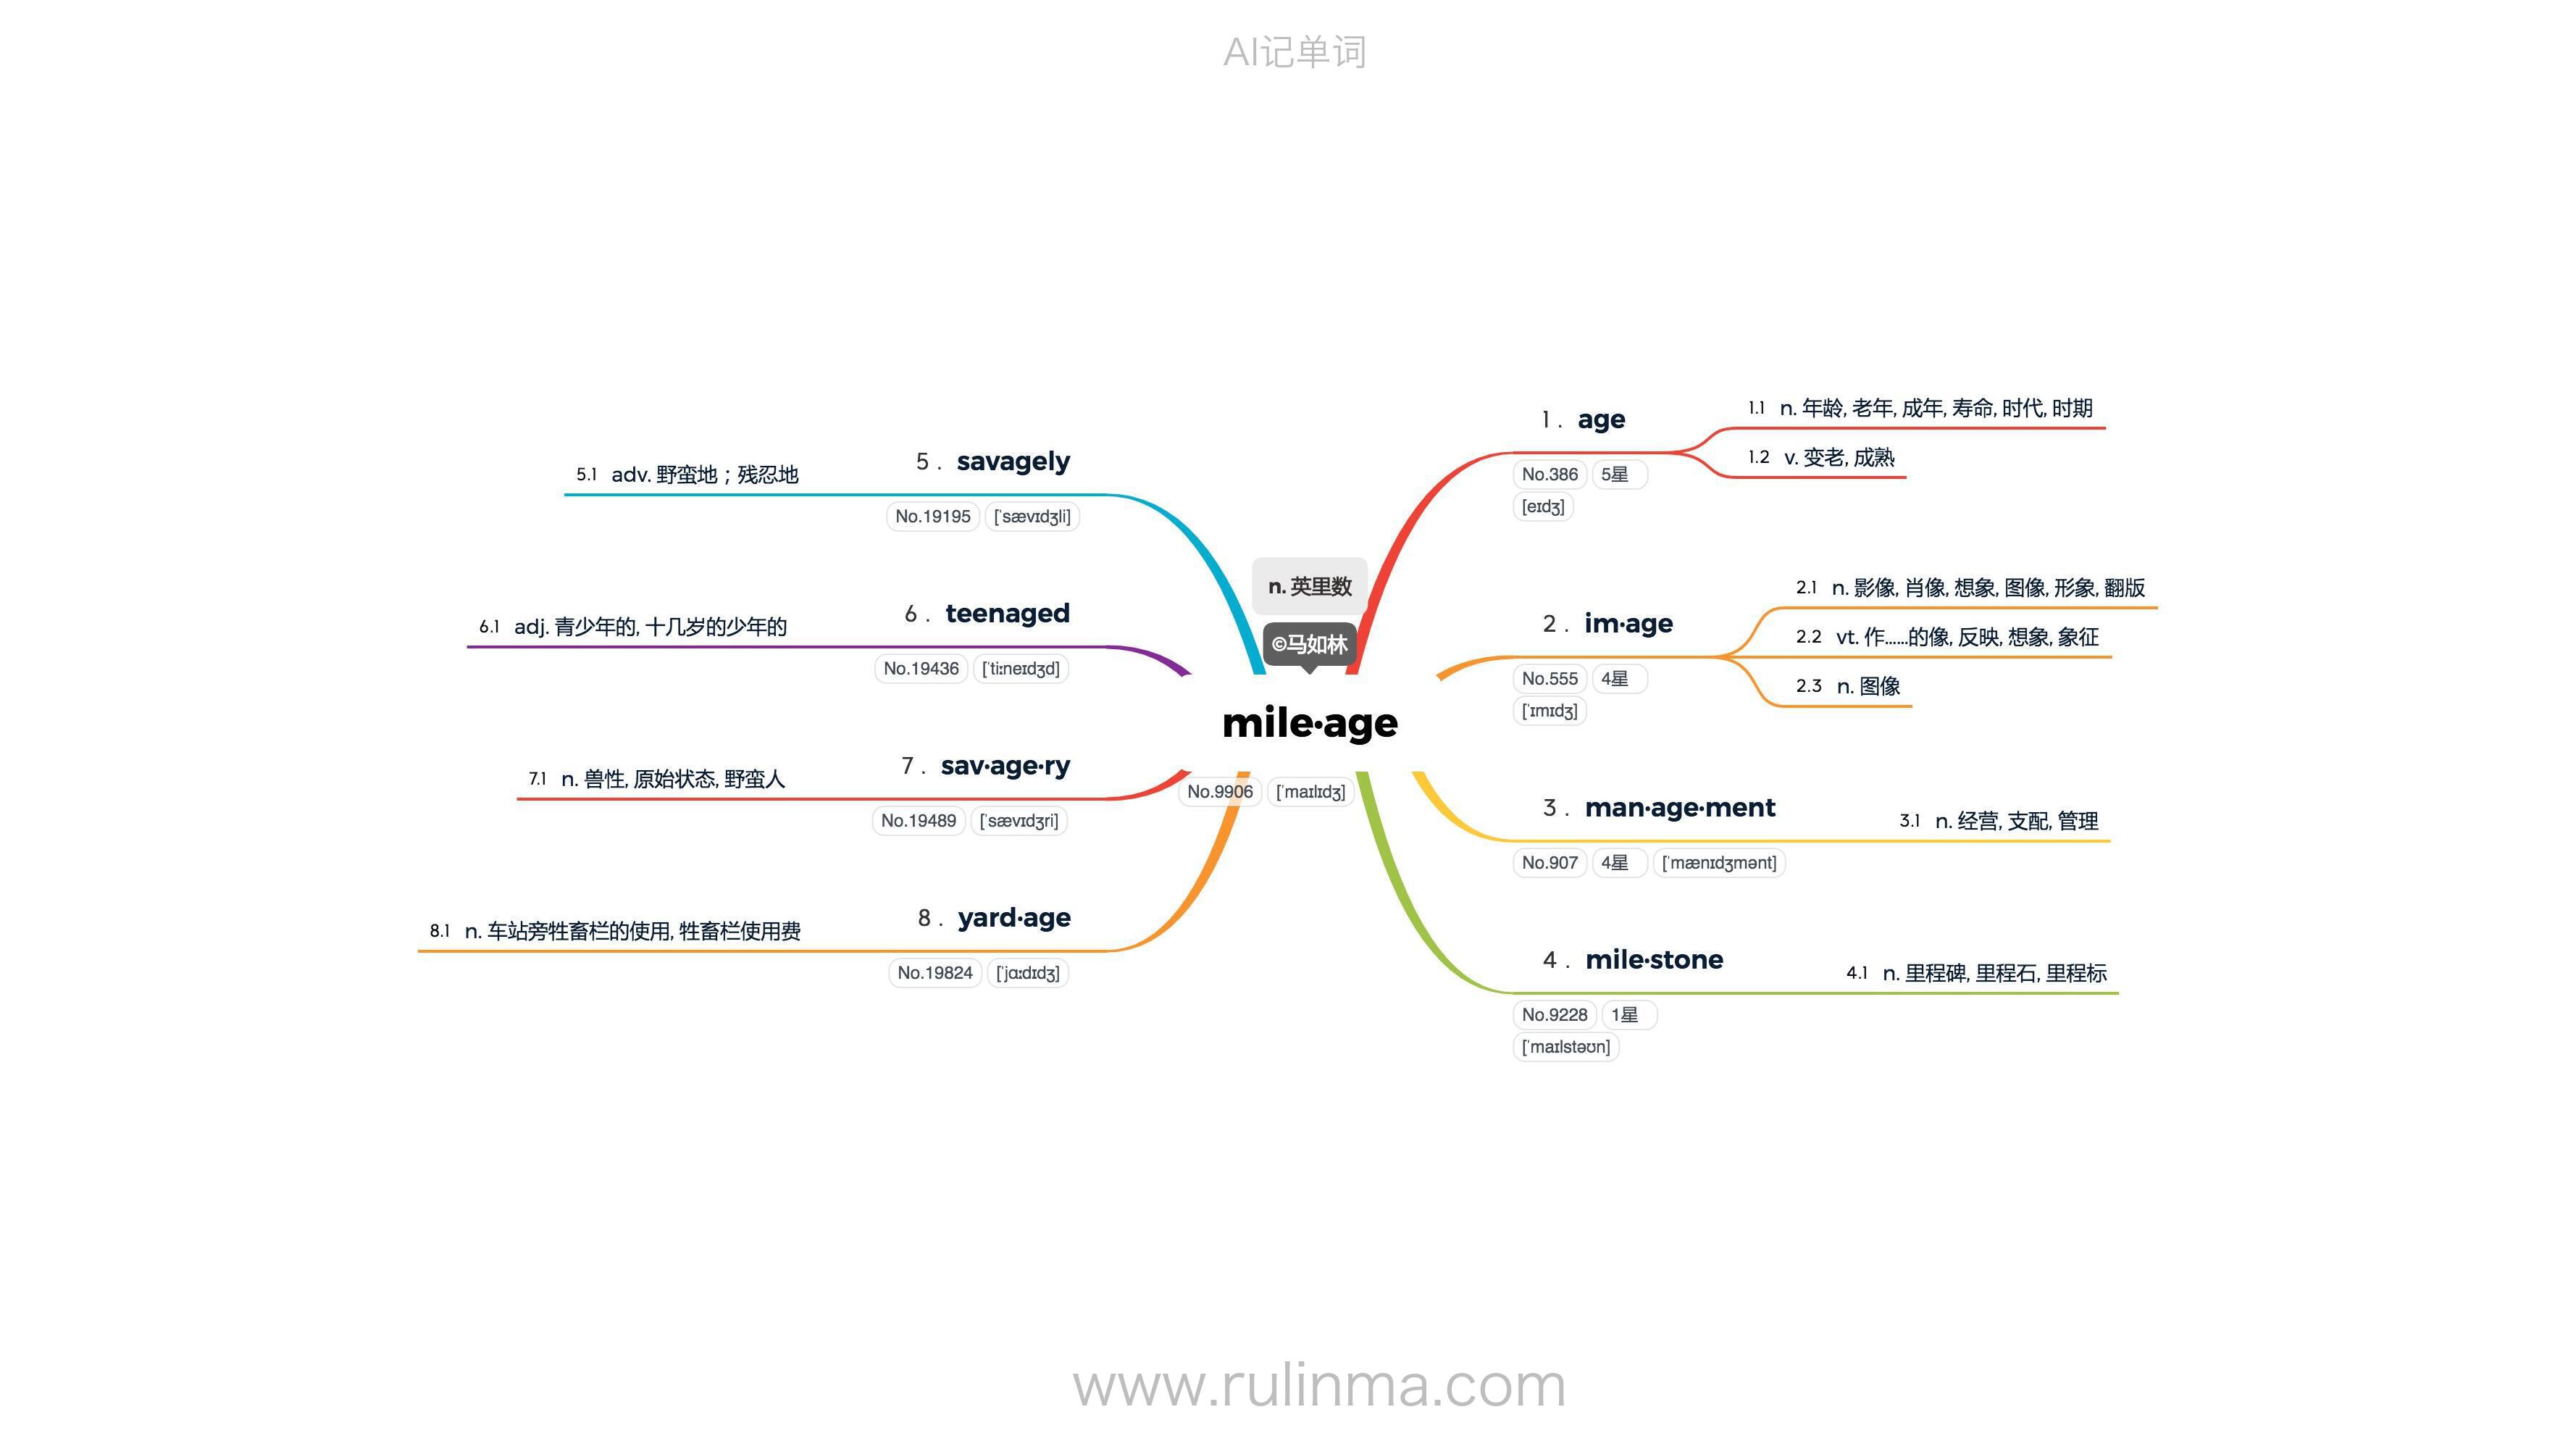 AI记单词
n. 英里数
©马如林
mile·age
No.9906 [ˈmaɪlɪdʒ]
1 . age
No.386 5星
[eɪdʒ]
1.1 n. 年龄, 老年, 成年, 寿命, 时代, 时期
1.2 v. 变老, 成熟
2 . im·age
No.555 4星
[ˈɪmɪdʒ]
2.1 n. 影像, 肖像, 想象, 图像, 形象, 翻版
2.2 vt. 作......的像, 反映, 想象, 象征
2.3 n. 图像
3 . man·age·ment
No.907 4星 [ˈmænɪdʒmənt]
3.1 n. 经营, 支配, 管理
4 . mile·stone
No.9228 1星
[ˈmaɪlstəʊn]
4.1 n. 里程碑, 里程石, 里程标
5 . savagely
No.19195 [ˈsævɪdʒli]
5.1 adv. 野蛮地；残忍地
6 . teenaged
No.19436 [ˈtiːneɪdʒd]
6.1 adj. 青少年的, 十几岁的少年的
7 . sav·age·ry
No.19489 [ˈsævɪdʒri]
7.1 n. 兽性, 原始状态, 野蛮人
8 . yard·age
No.19824 [ˈjɑːdɪdʒ]
8.1 n. 车站旁牲畜栏的使用, 牲畜栏使用费
www.rulinma.com